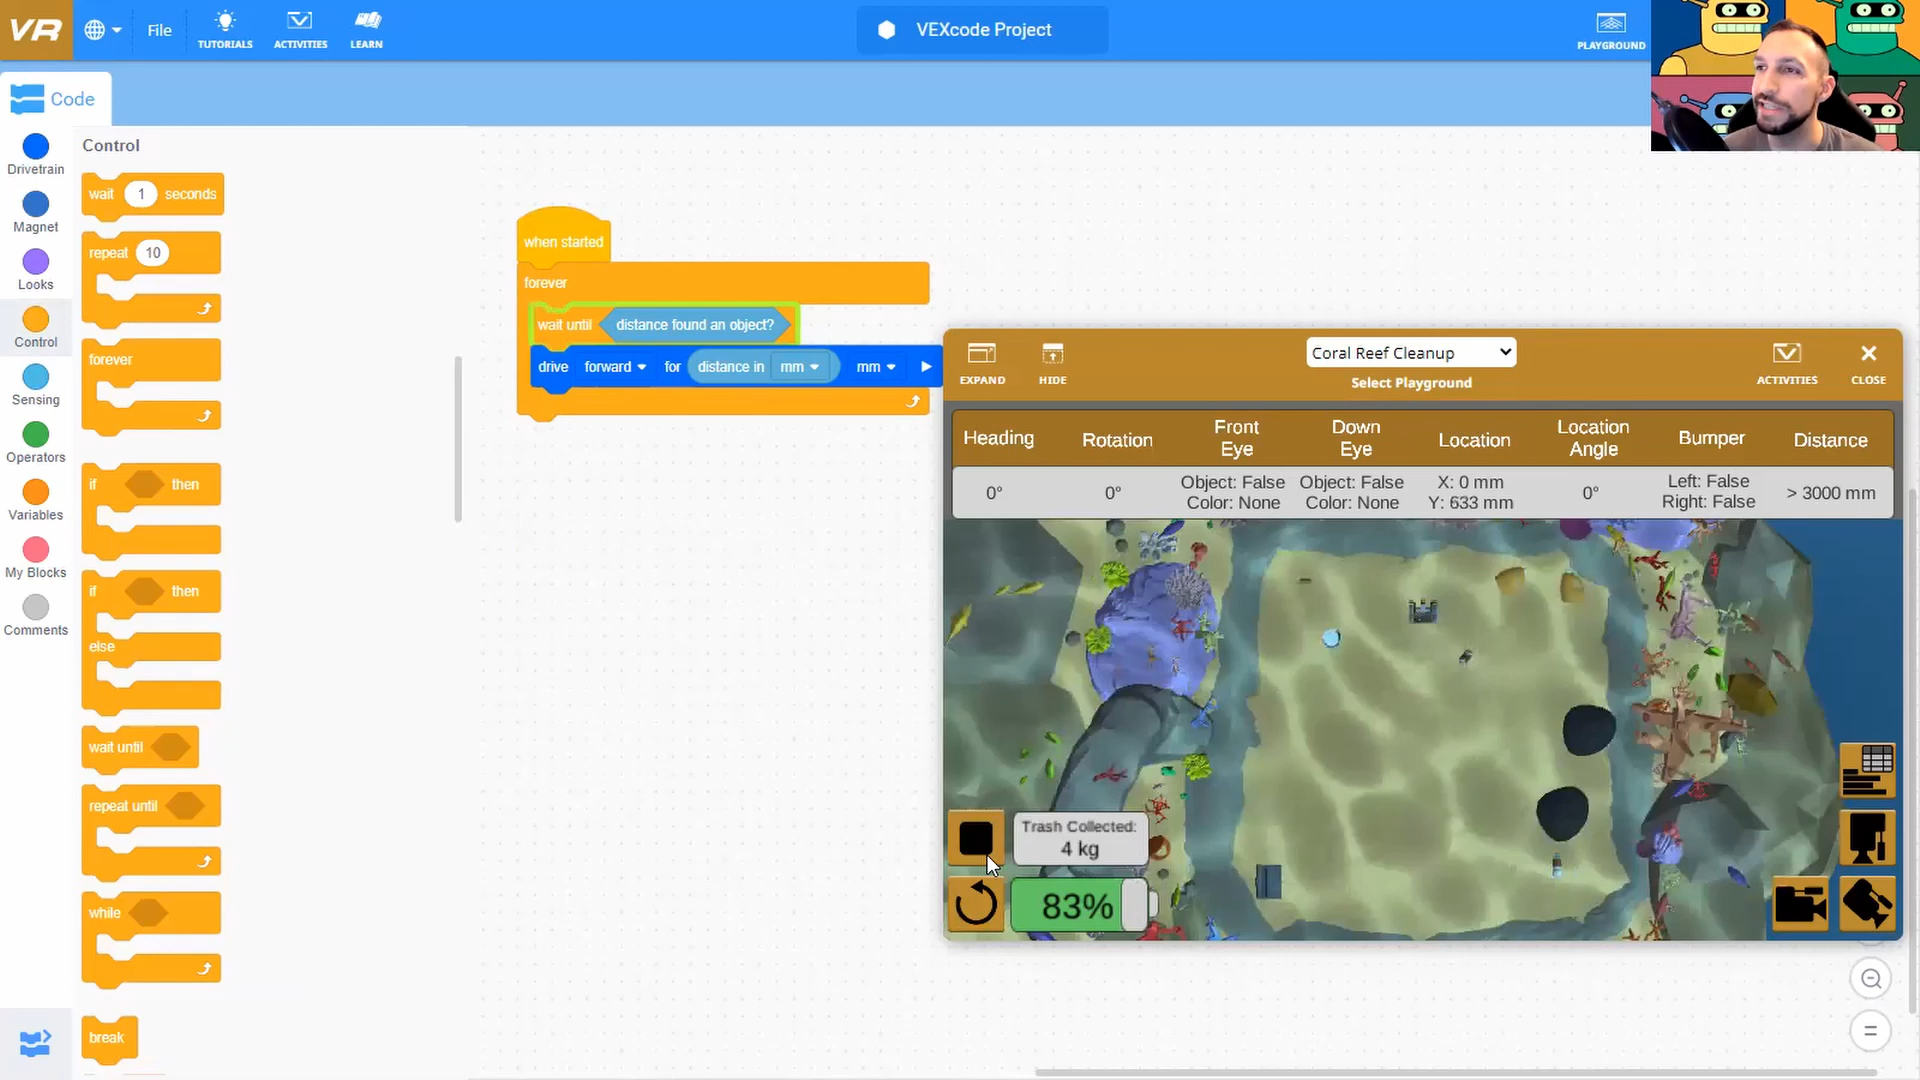 VR
File
TUTORIALS
ACTIVITIES
LEARN
VEXcode Project
PLAYGROUND
Code
Drivetrain
Magnet
Looks
Control
Sensing
Operators
Variables
My Blocks
Comments
Control
wait 1 seconds
repeat 10
forever
if then
if then
else
wait until
repeat until
while
break
when started
forever
wait until distance found an object?
drive forward for distance in mm mm
EXPAND
HIDE
Coral Reef Cleanup
Select Playground
ACTIVITIES
CLOSE
Heading Rotation Front Eye Down Eye Location Location Angle Bumper Distance
0° 0° Object: False Color: None Object: False Color: None X: 0 mm Y: 633 mm 0° Left: False Right: False > 3000 mm
Trash Collected:
4 kg
83%